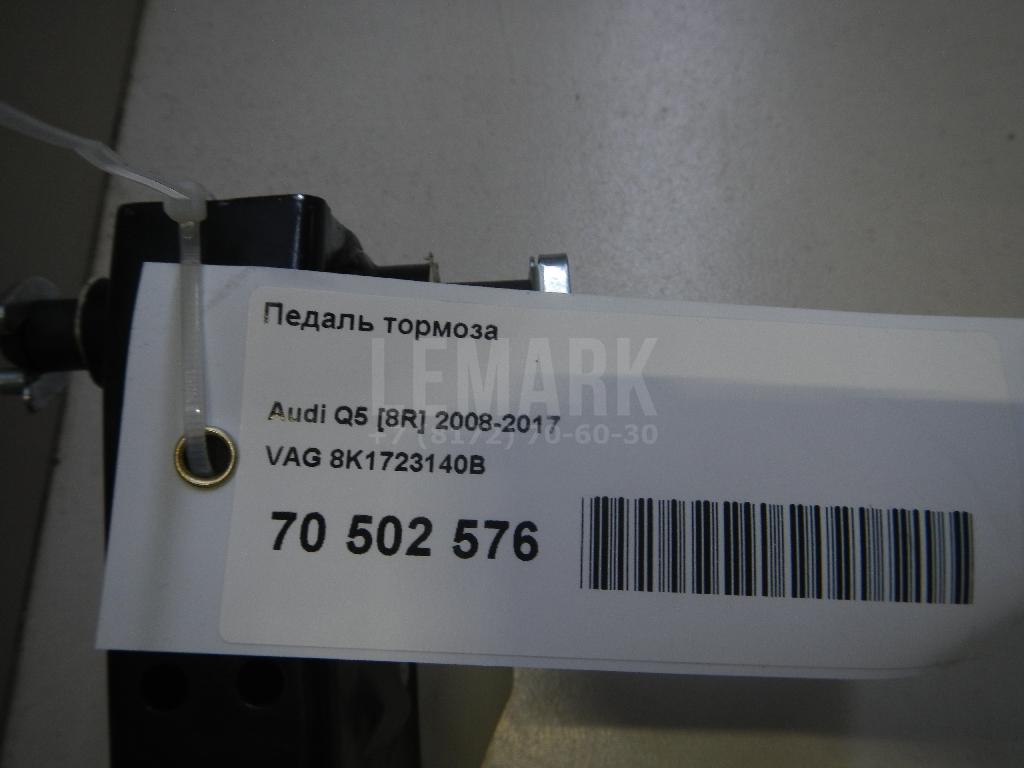 Педаль тормоза
LEMARK
Audi Q5 [8R] 2008-2017
+7 (8172) 70-60-30
VAG 8K1723140B
70 502 576